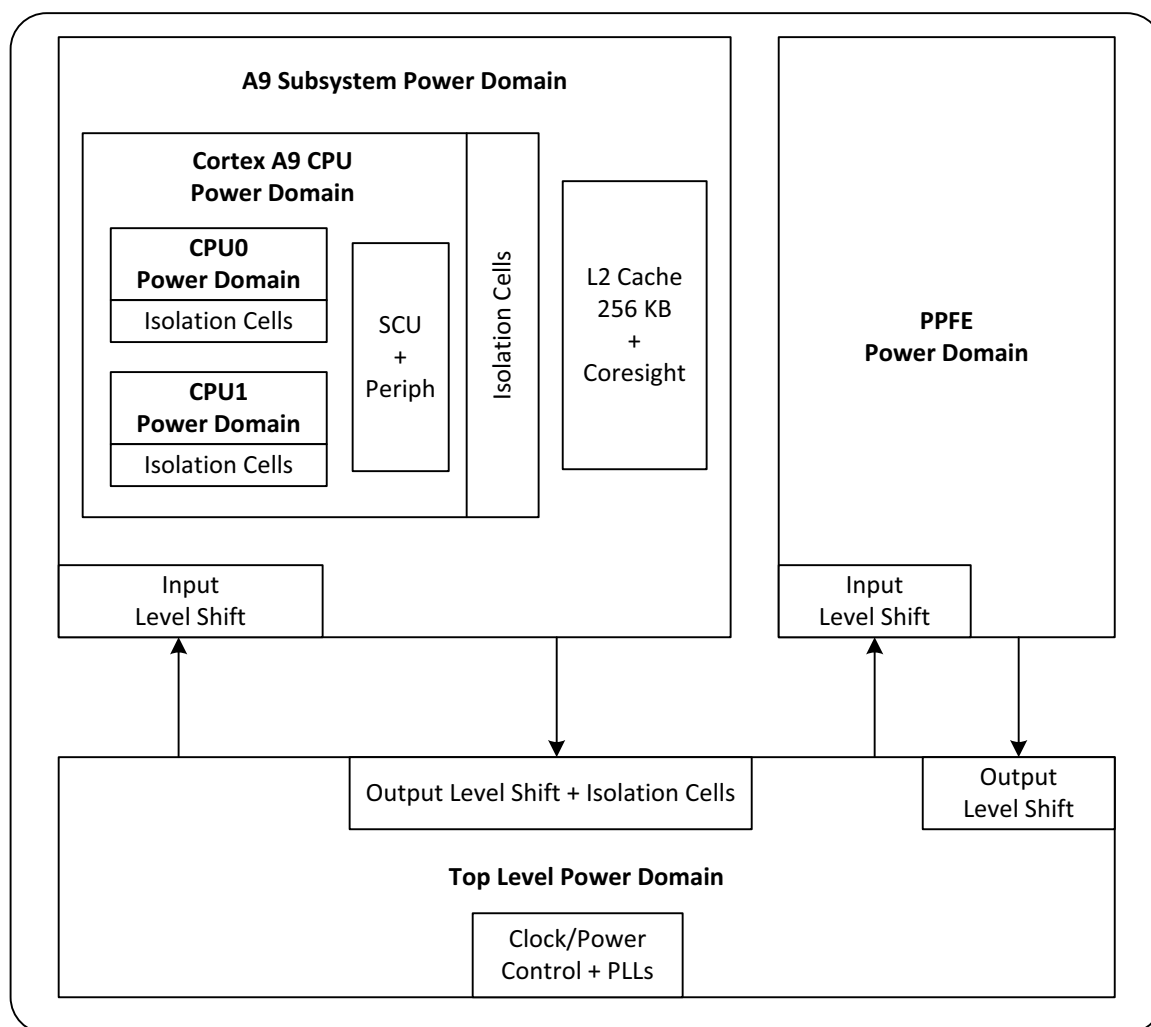 A9 Subsystem Power Domain
Cortex A9 CPU
Power Domain
CPU0
Power Domain
Isolation Cells
CPU1
Power Domain
Isolation Cells
SCU
+
Periph
Isolation Cells
L2 Cache
256 KB
+
Coresight
Input
Level Shift
PPFE
Power Domain
Input
Level Shift
Output Level Shift + Isolation Cells
Output
Level Shift
Top Level Power Domain
Clock/Power
Control + PLLs